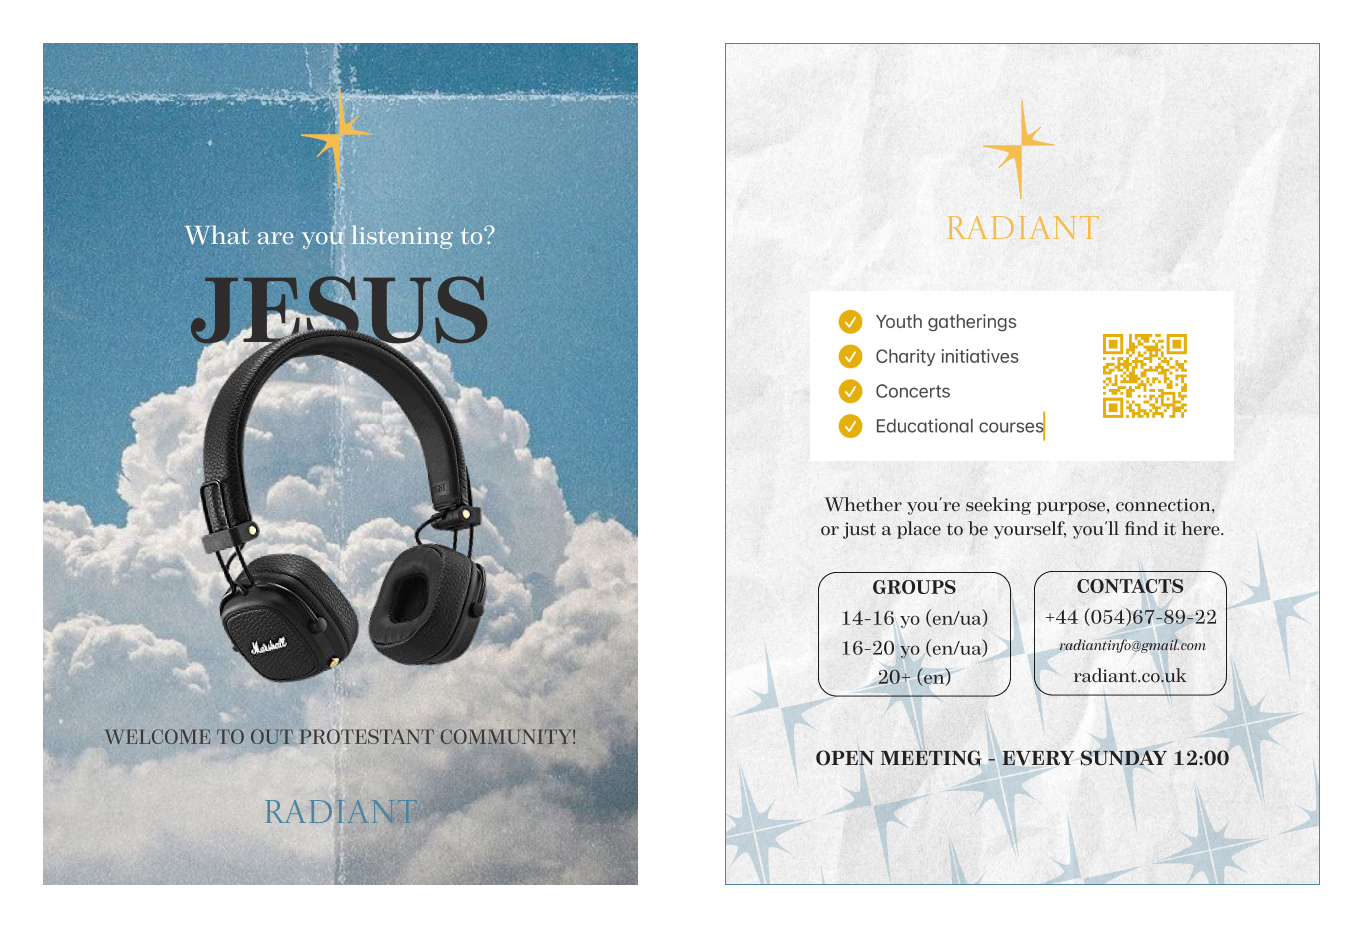 What are you listening to?
JESUS
Marshall
WELCOME TO OUT PROTESTANT COMMUNITY!
RADIANT
RADIANT
Youth gatherings
Charity initiatives
Concerts
Educational courses
Whether you're seeking purpose, connection,
or just a place to be yourself, you'll find it here.
GROUPS
14-16 yo (en/ua)
16-20 yo (en/ua)
20+ (en)
CONTACTS
+44 (054)67-89-22
radiantinfo@gmail.com
radiant.co.uk
OPEN MEETING - EVERY SUNDAY 12:00